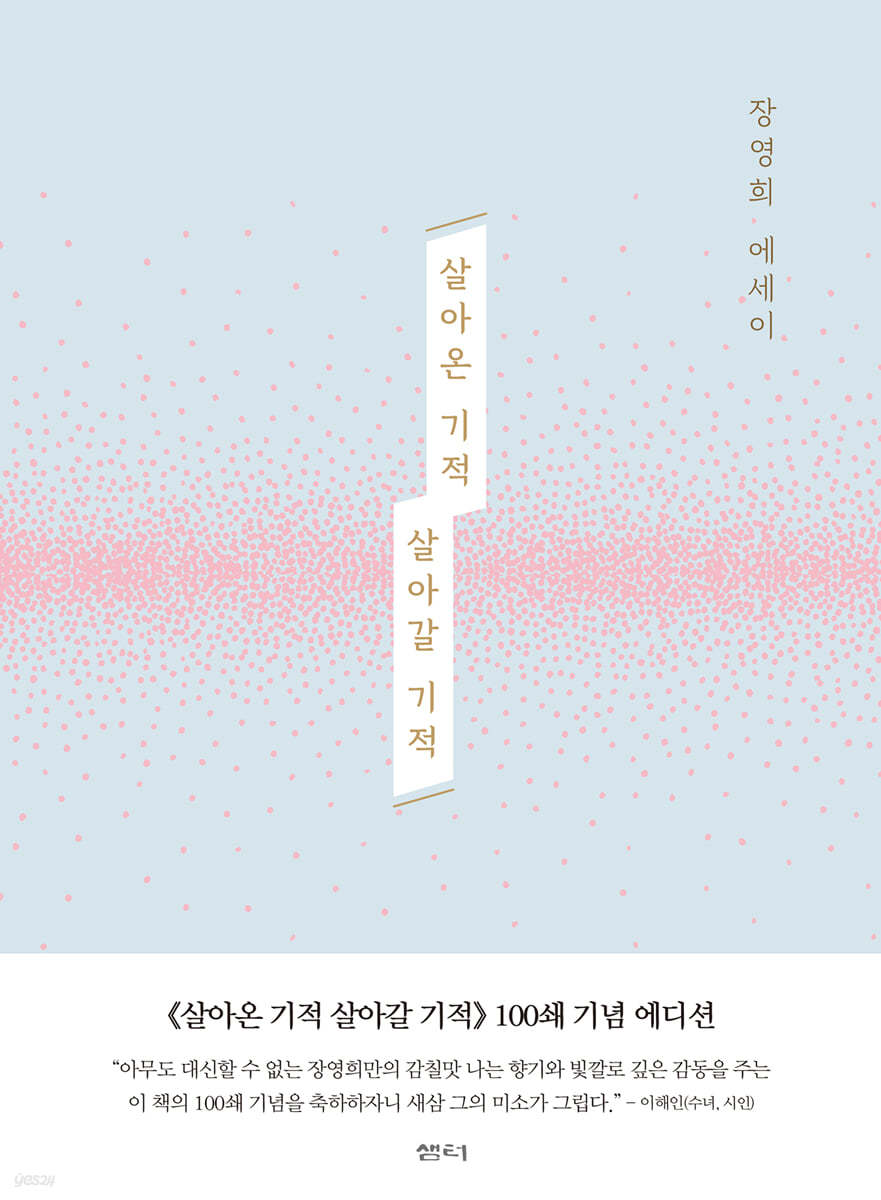 장영희 에세이
살아온 기적
살아갈 기적
《살아온 기적 살아갈 기적》 100쇄 기념 에디션
“아무도 대신할 수 없는 장영희만의 감칠맛 나는 향기와 빛깔로 깊은 감동을 주는
이 책의 100쇄 기념을 축하하자니 새삼 그의 미소가 그립다.” – 이해인(수녀, 시인)
샘터
yes24